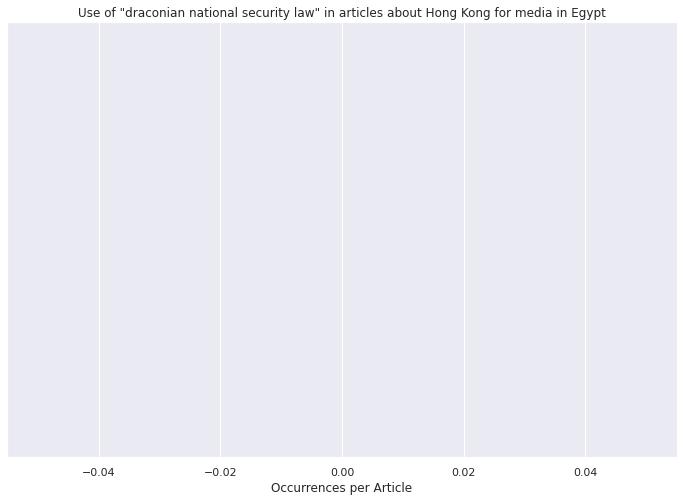 Use of "draconian national security law" in articles about Hong Kong for media in Egypt
−0.04 −0.02 0.00 0.02 0.04
Occurrences per Article